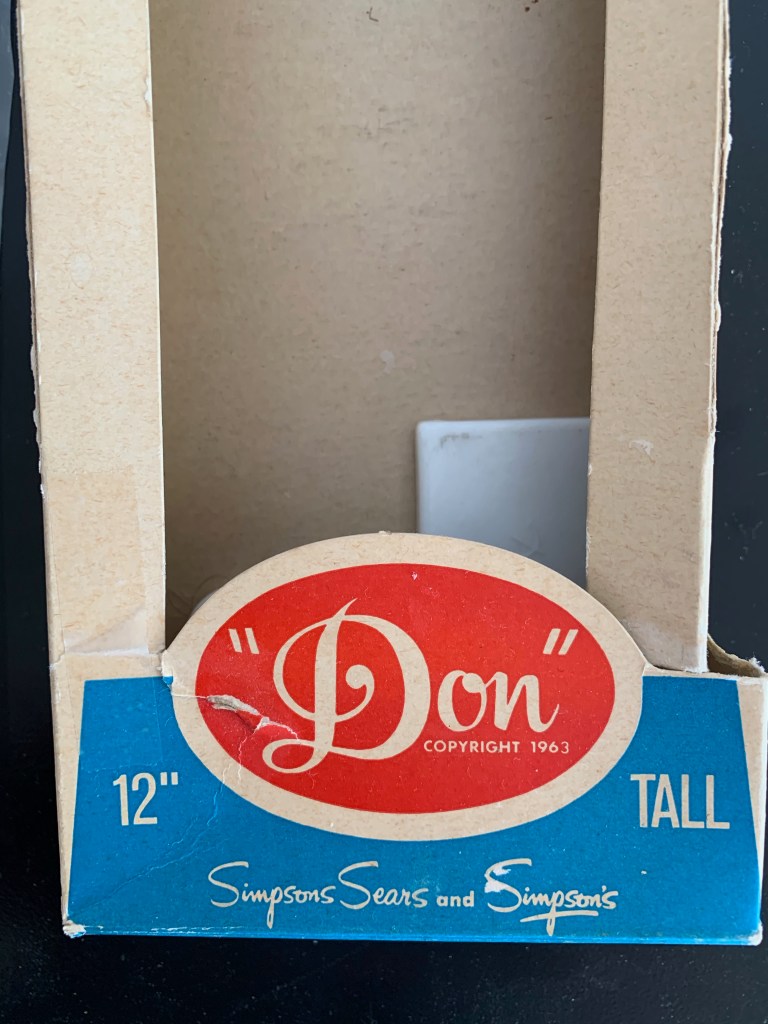 "Don"
COPYRIGHT 1963
12" TALL
Simpsons Sears and Simpson's